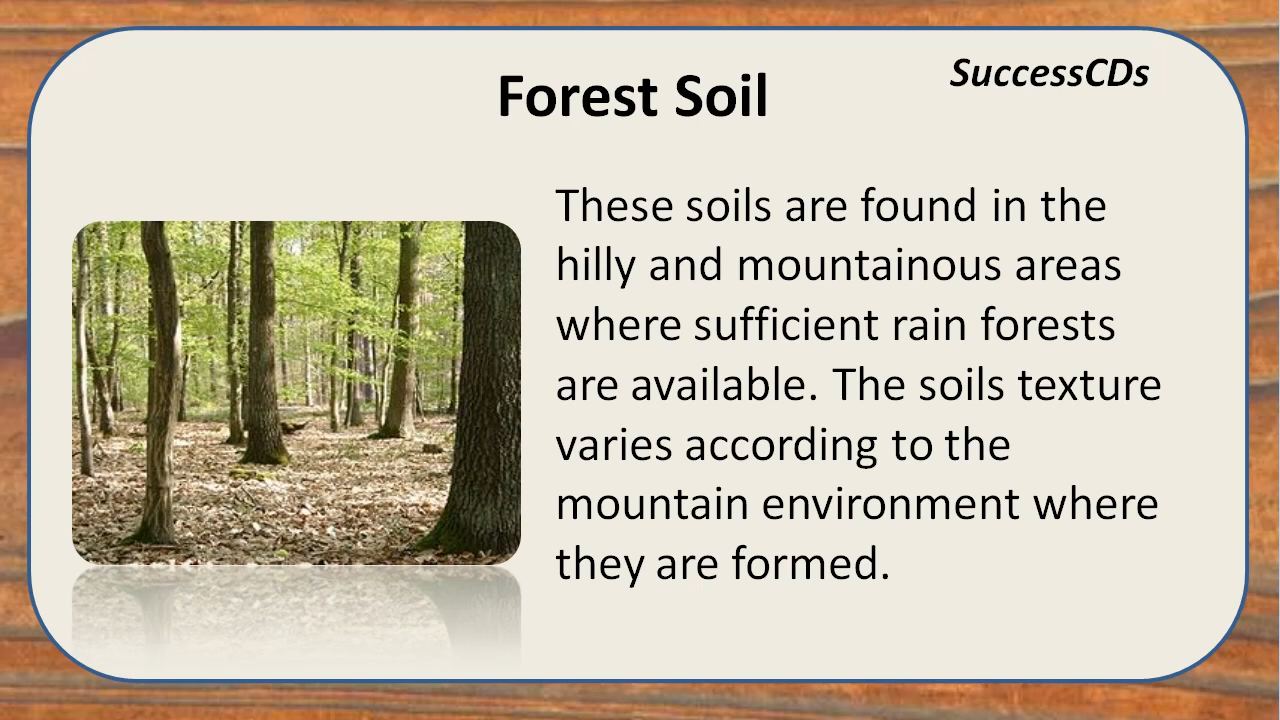 SuccessCDs
Forest Soil
These soils are found in the
hilly and mountainous areas
where sufficient rain forests
are available. The soils texture
varies according to the
mountain environment where
they are formed.